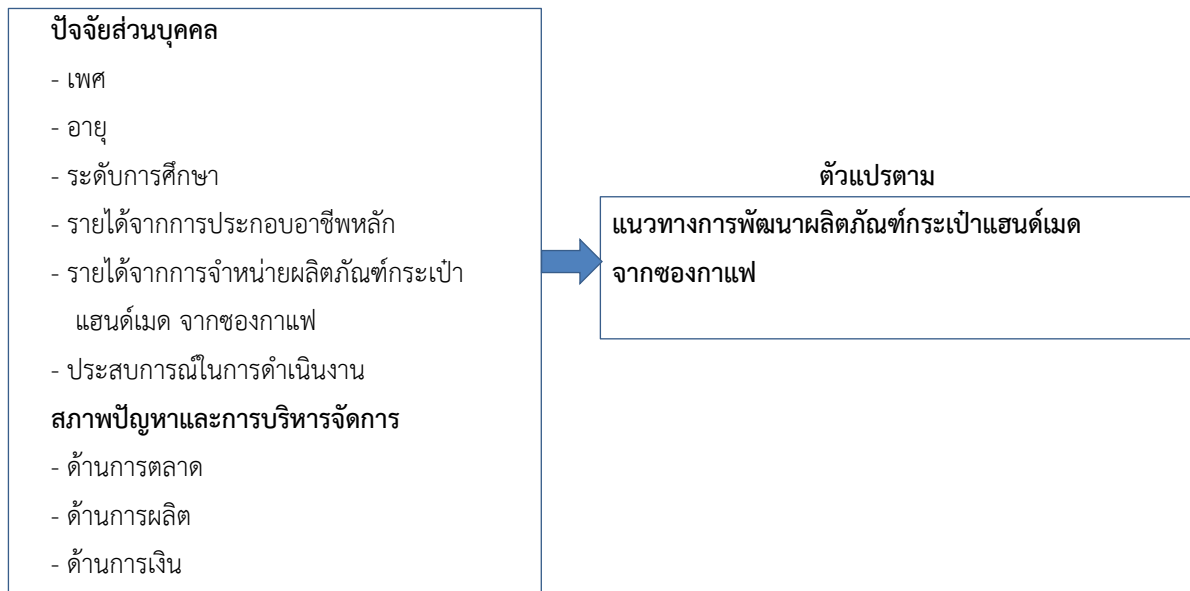 ปัจจัยส่วนบุคคล
- เพศ
- อายุ
- ระดับการศึกษา
- รายได้จากการประกอบอาชีพหลัก
- รายได้จากการจำหน่ายผลิตภัณฑ์กระเป๋า
แฮนด์เมด จากซองกาแฟ
- ประสบการณ์ในการดำเนินงาน
สภาพปัญหาและการบริหารจัดการ
- ด้านการตลาด
- ด้านการผลิต
- ด้านการเงิน
ตัวแปรตาม
แนวทางการพัฒนาผลิตภัณฑ์กระเป๋าแฮนด์เมด
จากซองกาแฟ